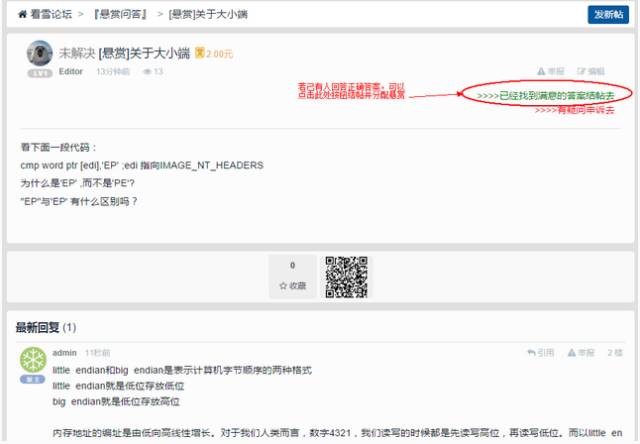 看雪论坛 > 『悬赏问答』 > [悬赏]关于大小端
发新帖
未解决 [悬赏]关于大小端 2.00元
LV1 Editor 13分钟前 13
举报 编辑
若己有人回答正确答案。可以
点击此处按钮结帖并分配悬赏
>>>>已经找到满意的答案结帖去
>>>>有疑问申诉去
看下面一段代码：
cmp word ptr [edi],'EP' ;edi 指向IMAGE_NT_HEADERS
为什么是'EP' ,而不是'PE'?
"EP"与'EP' 有什么区别吗？
0
收藏
最新回复 (1)
admin 11秒前
引用 举报 2 楼
little endian和big endian是表示计算机字节顺序的两种格式
little endian就是低位存放低位
big endian就是低位存放高位
内存地址的编址是由低向高线性增长。对于我们人类而言，数字4321，我们读写的时候都是先读写高位，再读写低位。而以little en